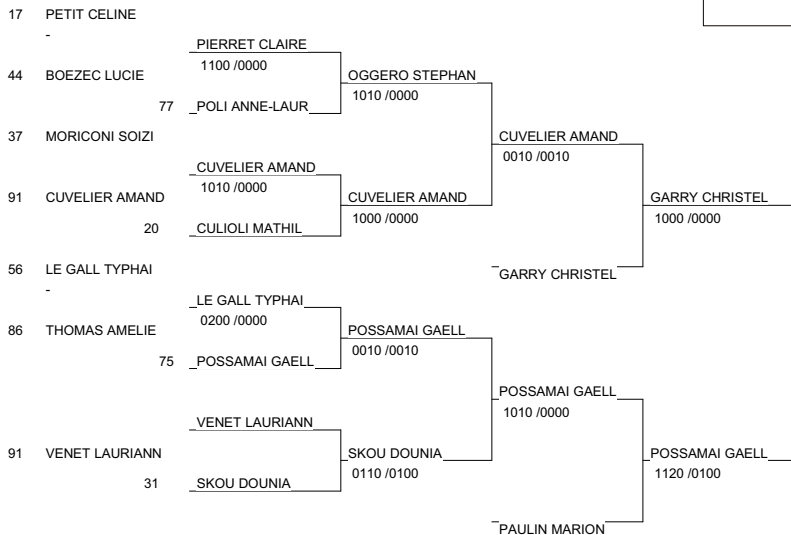 17 PETIT CELINE
-
PIERRET CLAIRE
1100 /0000
44 BOEZEC LUCIE
OGGERO STEPHAN
1010 /0000
77 POLI ANNE-LAUR
37 MORICONI SOIZI
CUVELIER AMAND
0010 /0010
CUVELIER AMAND
1010 /0000
91 CUVELIER AMAND
CUVELIER AMAND
1000 /0000
GARRY CHRISTEL
1000 /0000
20 CULIOLI MATHIL
56 LE GALL TYPHAI
-
GARRY CHRISTEL
LE GALL TYPHAI
0200 /0000
86 THOMAS AMELIE
POSSAMAI GAELL
0010 /0010
75 POSSAMAI GAELL
POSSAMAI GAELL
1010 /0000
VENET LAURIANN
91 VENET LAURIANN
SKOU DOUNIA
0110 /0100
POSSAMAI GAELL
1120 /0100
31 SKOU DOUNIA
PAULIN MARION